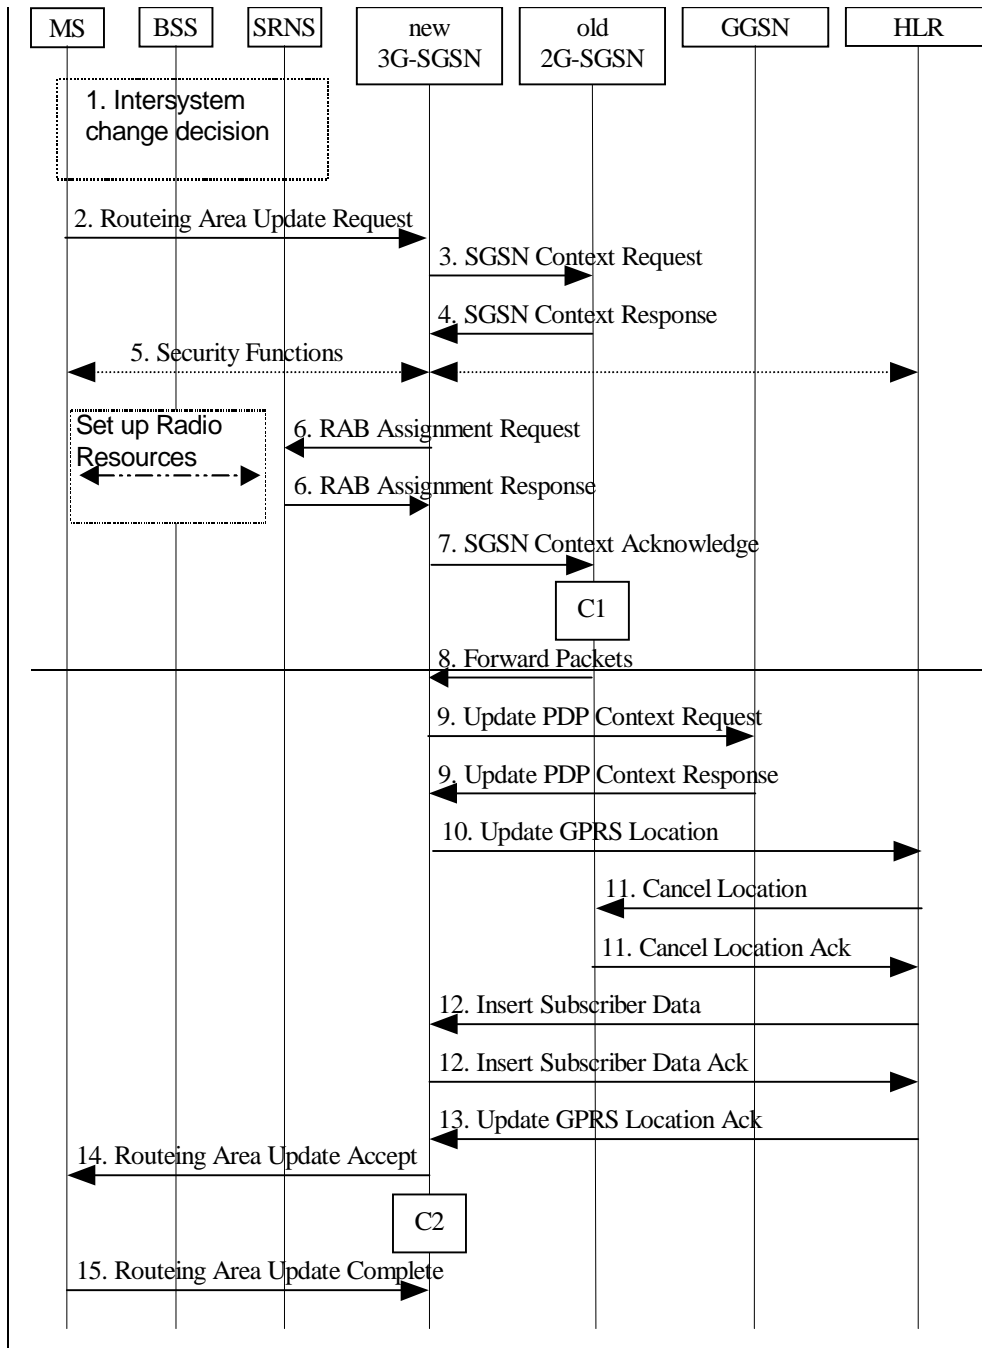 MS BSS SRNS new 3G-SGSN old 2G-SGSN GGSN HLR
1. Intersystem
change decision
2. Routeing Area Update Request
3. SGSN Context Request
4. SGSN Context Response
5. Security Functions
Set up Radio
Resources
6. RAB Assignment Request
6. RAB Assignment Response
7. SGSN Context Acknowledge
C1
8. Forward Packets
9. Update PDP Context Request
9. Update PDP Context Response
10. Update GPRS Location
11. Cancel Location
11. Cancel Location Ack
12. Insert Subscriber Data
12. Insert Subscriber Data Ack
13. Update GPRS Location Ack
14. Routeing Area Update Accept
C2
15. Routeing Area Update Complete